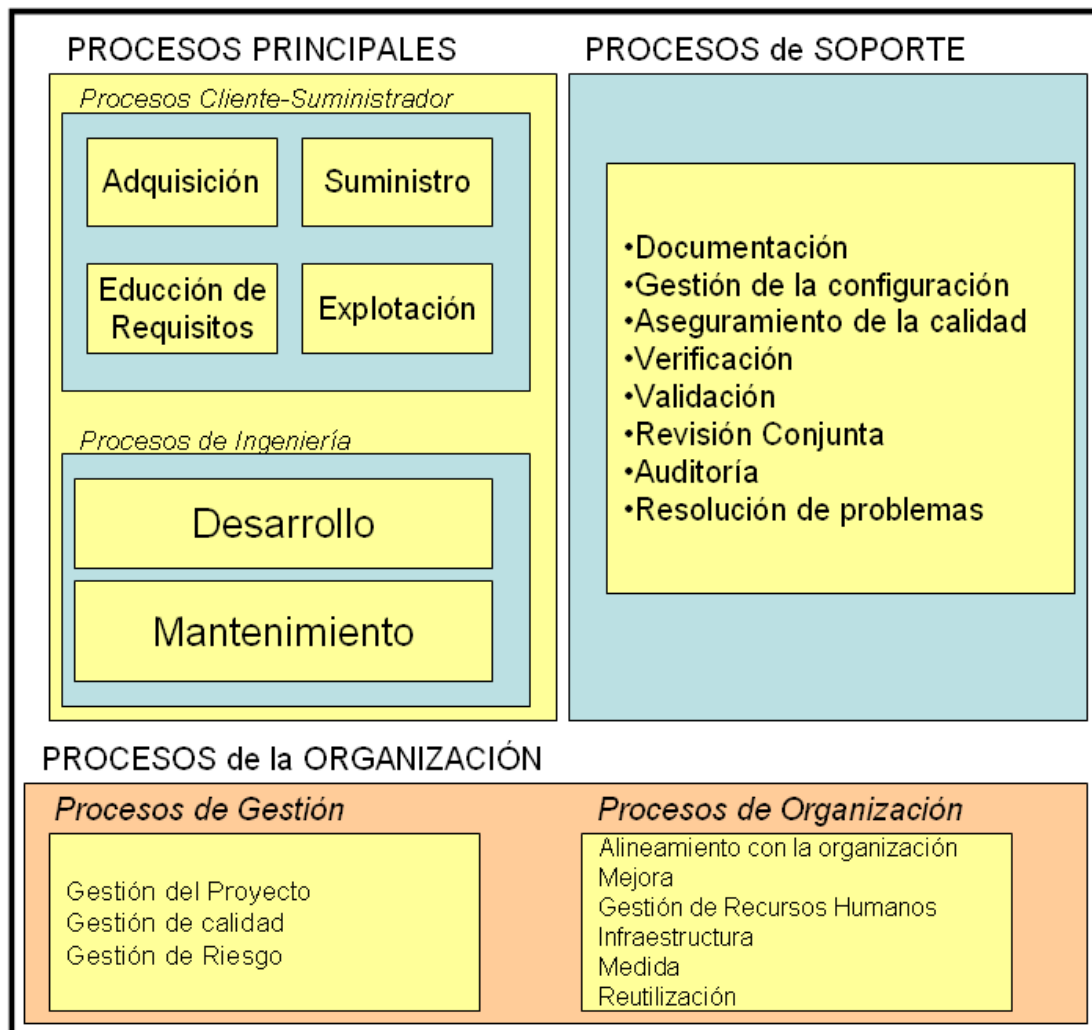 PROCESOS PRINCIPALES
Procesos Cliente-Suministrador
Adquisición
Suministro
Educción de
Requisitos
Explotación
Procesos de Ingeniería
Desarrollo
Mantenimiento
PROCESOS de SOPORTE
•Documentación
•Gestión de la configuración
•Aseguramiento de la calidad
•Verificación
•Validación
•Revisión Conjunta
•Auditoría
•Resolución de problemas
PROCESOS de la ORGANIZACIÓN
Procesos de Gestión
Gestión del Proyecto
Gestión de calidad
Gestión de Riesgo
Procesos de Organización
Alineamiento con la organización
Mejora
Gestión de Recursos Humanos
Infraestructura
Medida
Reutilización